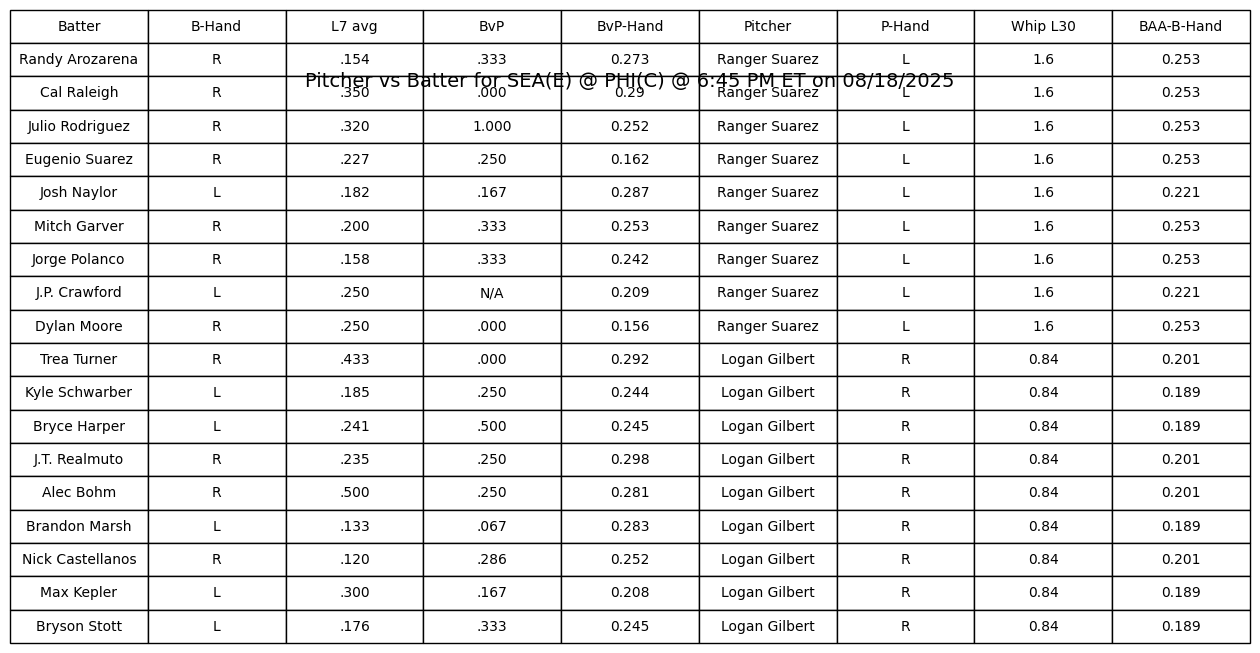 Batter B-Hand L7 avg BvP BvP-Hand Pitcher P-Hand Whip L30 BAA-B-Hand
Randy Arozarena R .154 .333 0.273 Ranger Suarez L 1.6 0.253
Pitcher vs Batter for SEA(E) @ PHI(C) @ 6:45 PM ET on 08/18/2025
Cal Raleigh R .350 .000 0.29 Ranger Suarez L 1.6 0.253
Julio Rodriguez R .320 1.000 0.252 Ranger Suarez L 1.6 0.253
Eugenio Suarez R .227 .250 0.162 Ranger Suarez L 1.6 0.253
Josh Naylor L .182 .167 0.287 Ranger Suarez L 1.6 0.221
Mitch Garver R .200 .333 0.253 Ranger Suarez L 1.6 0.253
Jorge Polanco R .158 .333 0.242 Ranger Suarez L 1.6 0.253
J.P. Crawford L .250 N/A 0.209 Ranger Suarez L 1.6 0.221
Dylan Moore R .250 .000 0.156 Ranger Suarez L 1.6 0.253
Trea Turner R .433 .000 0.292 Logan Gilbert R 0.84 0.201
Kyle Schwarber L .185 .250 0.244 Logan Gilbert R 0.84 0.189
Bryce Harper L .241 .500 0.245 Logan Gilbert R 0.84 0.189
J.T. Realmuto R .235 .250 0.298 Logan Gilbert R 0.84 0.201
Alec Bohm R .500 .250 0.281 Logan Gilbert R 0.84 0.201
Brandon Marsh L .133 .067 0.283 Logan Gilbert R 0.84 0.189
Nick Castellanos R .120 .286 0.252 Logan Gilbert R 0.84 0.201
Max Kepler L .300 .167 0.208 Logan Gilbert R 0.84 0.189
Bryson Stott L .176 .333 0.245 Logan Gilbert R 0.84 0.189